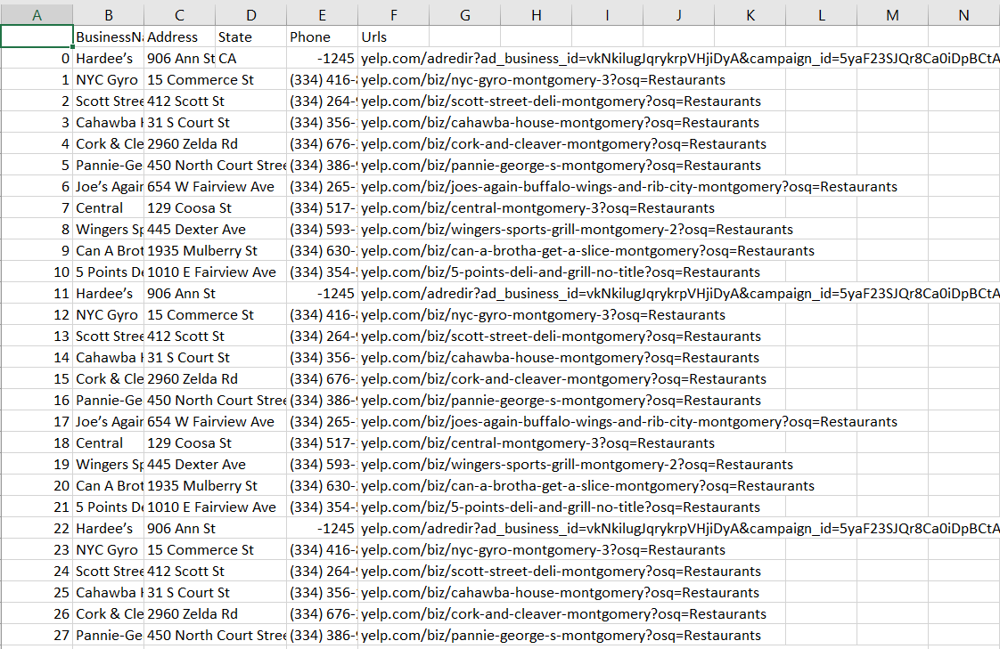 A B C D E F G H I J K L M N
BusinessNa Address State Phone Urls
0 Hardee's 906 Ann St CA -1245 yelp.com/adredir?ad_business_id=vkNkilugJqrykrpVHjiDyA&campaign_id=5yaF23SJQr8Ca0iDpBCtA
1 NYC Gyro 15 Commerce St (334) 416- yelp.com/biz/nyc-gyro-montgomery-3?osq=Restaurants
2 Scott Stree 412 Scott St (334) 264- yelp.com/biz/scott-street-deli-montgomery?osq=Restaurants
3 Cahawba 31 S Court St (334) 356- yelp.com/biz/cahawba-house-montgomery?osq=Restaurants
4 Cork & Cle 2960 Zelda Rd (334) 676- yelp.com/biz/cork-and-cleaver-montgomery?osq=Restaurants
5 Pannie-Ge 450 North Court Stree (334) 386- yelp.com/biz/pannie-george-s-montgomery?osq=Restaurants
6 Joe's Again 654 W Fairview Ave (334) 265- yelp.com/biz/joes-again-buffalo-wings-and-rib-city-montgomery?osq=Restaurants
7 Central 129 Coosa St (334) 517- yelp.com/biz/central-montgomery-3?osq=Restaurants
8 Wingers Sp 445 Dexter Ave (334) 593- yelp.com/biz/wingers-sports-grill-montgomery-2?osq=Restaurants
9 Can A Brot 1935 Mulberry St (334) 630- yelp.com/biz/can-a-brotha-get-a-slice-montgomery?osq=Restaurants
10 5 Points De 1010 E Fairview Ave (334) 354- yelp.com/biz/5-points-deli-and-grill-no-title?osq=Restaurants
11 Hardee's 906 Ann St -1245 yelp.com/adredir?ad_business_id=vkNkilugJqrykrpVHjiDyA&campaign_id=5yaF23SJQr8Ca0iDpBCtA
12 NYC Gyro 15 Commerce St (334) 416- yelp.com/biz/nyc-gyro-montgomery-3?osq=Restaurants
13 Scott Stree 412 Scott St (334) 264- yelp.com/biz/scott-street-deli-montgomery?osq=Restaurants
14 Cahawba 31 S Court St (334) 356- yelp.com/biz/cahawba-house-montgomery?osq=Restaurants
15 Cork & Cle 2960 Zelda Rd (334) 676- yelp.com/biz/cork-and-cleaver-montgomery?osq=Restaurants
16 Pannie-Ge 450 North Court Stree (334) 386- yelp.com/biz/pannie-george-s-montgomery?osq=Restaurants
17 Joe's Again 654 W Fairview Ave (334) 265- yelp.com/biz/joes-again-buffalo-wings-and-rib-city-montgomery?osq=Restaurants
18 Central 129 Coosa St (334) 517- yelp.com/biz/central-montgomery-3?osq=Restaurants
19 Wingers Sp 445 Dexter Ave (334) 593- yelp.com/biz/wingers-sports-grill-montgomery-2?osq=Restaurants
20 Can A Brot 1935 Mulberry St (334) 630- yelp.com/biz/can-a-brotha-get-a-slice-montgomery?osq=Restaurants
21 5 Points De 1010 E Fairview Ave (334) 354- yelp.com/biz/5-points-deli-and-grill-no-title?osq=Restaurants
22 Hardee's 906 Ann St -1245 yelp.com/adredir?ad_business_id=vkNkilugJqrykrpVHjiDyA&campaign_id=5yaF23SJQr8Ca0iDpBCtA
23 NYC Gyro 15 Commerce St (334) 416- yelp.com/biz/nyc-gyro-montgomery-3?osq=Restaurants
24 Scott Stree 412 Scott St (334) 264- yelp.com/biz/scott-street-deli-montgomery?osq=Restaurants
25 Cahawba 31 S Court St (334) 356- yelp.com/biz/cahawba-house-montgomery?osq=Restaurants
26 Cork & Cle 2960 Zelda Rd (334) 676- yelp.com/biz/cork-and-cleaver-montgomery?osq=Restaurants
27 Pannie-Ge 450 North Court Stree (334) 386- yelp.com/biz/pannie-george-s-montgomery?osq=Restaurants